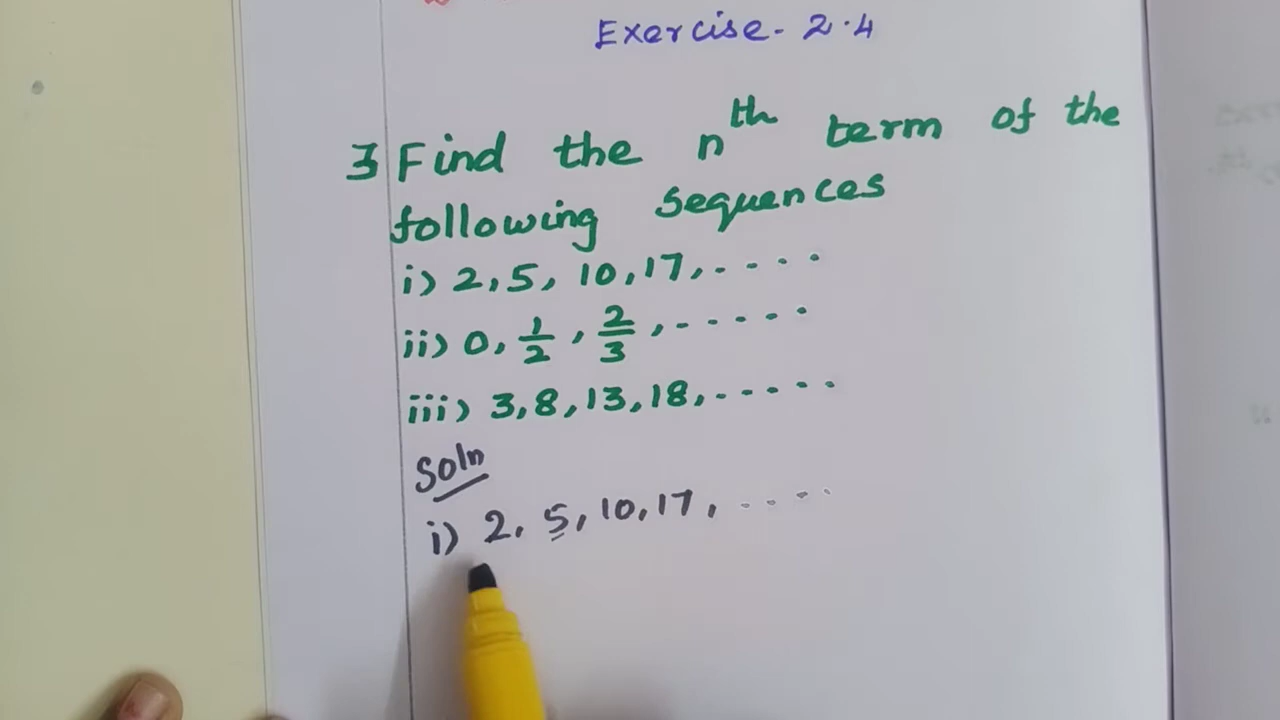 Exercise - 2.4
3 Find the nth term of the
following sequences
i) 2, 5, 10, 17, . . . .
ii) 0, 1/2, 2/3, . . . . .
iii) 3, 8, 13, 18, . . . . .
Soln
i) 2, 5, 10, 17, . . . .